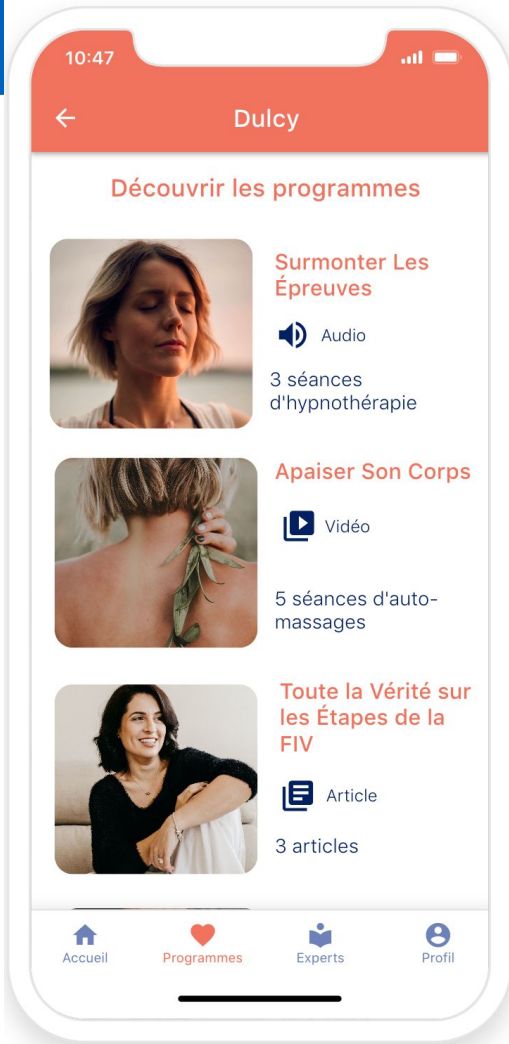 10:47
Dulcy
Découvrir les programmes
Surmonter Les
Épreuves
Audio
3 séances
d'hypnothérapie
Apaiser Son Corps
Vidéo
5 séances d'auto-
massages
Toute la Vérité sur
les Étapes de la
FIV
Article
3 articles
Accueil
Programmes
Experts
Profil